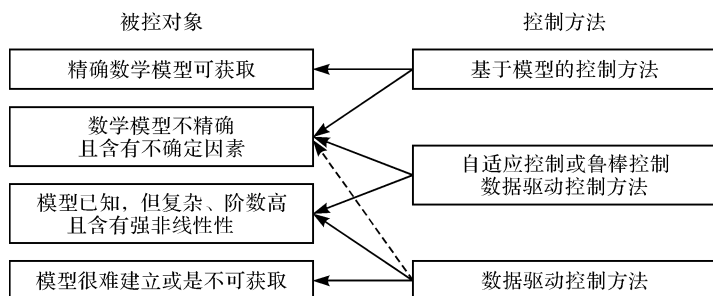 被控对象
控制方法
精确数学模型可获取
基于模型的控制方法
数学模型不精确
且含有不确定因素
自适应控制或鲁棒控制
数据驱动控制方法
模型已知，但复杂、阶数高
且含有强非线性性
模型很难建立或是不可获取
数据驱动控制方法